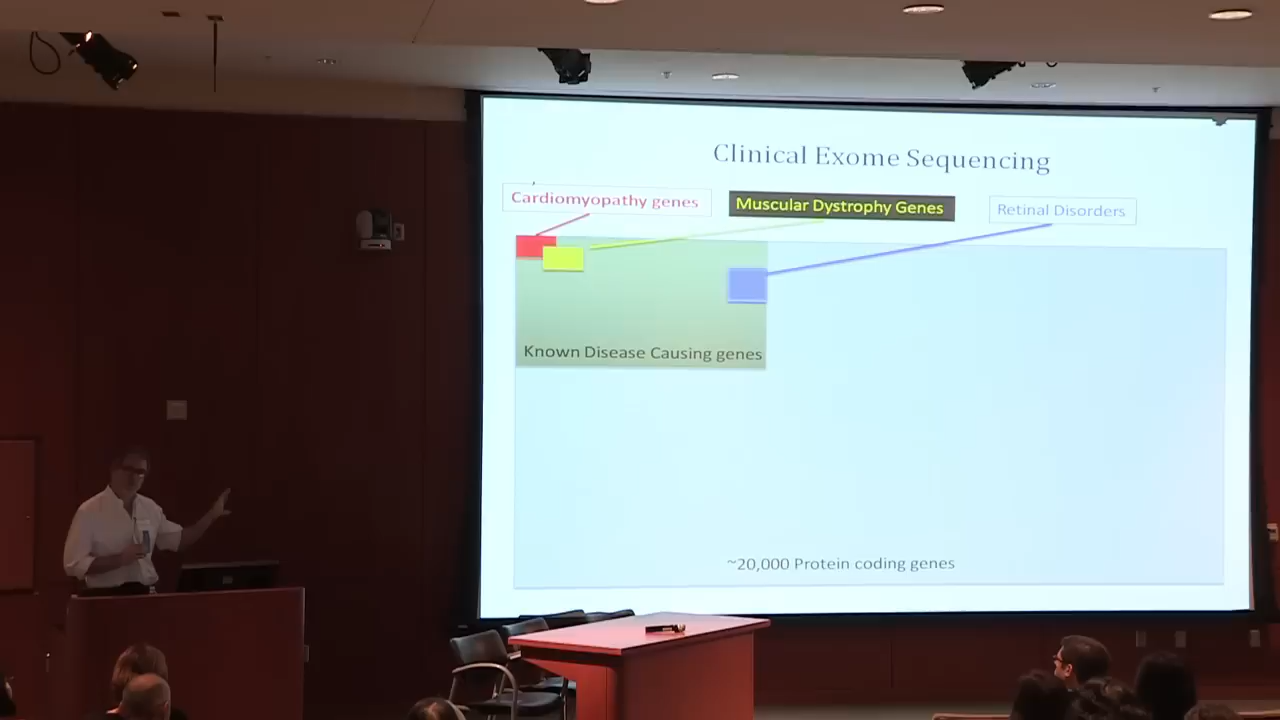 Clinical Exome Sequencing
Cardiomyopathy genes
Muscular Dystrophy Genes
Retinal Disorders
Known Disease Causing genes
~20,000 Protein coding genes